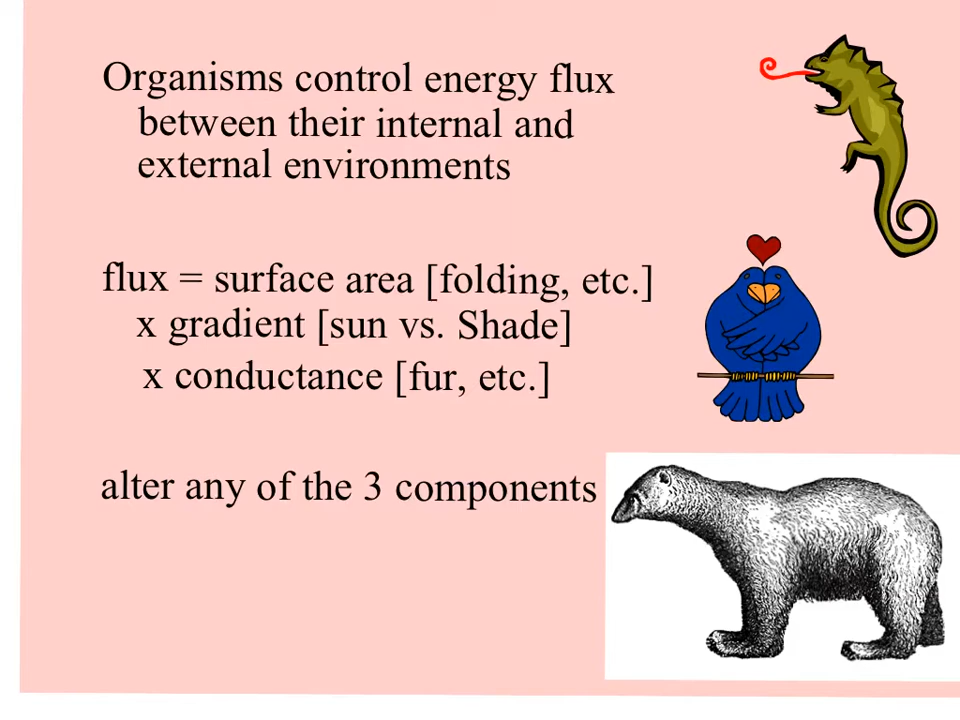 Organisms control energy flux
between their internal and
external environments
flux = surface area [folding, etc.]
x gradient [sun vs. Shade]
x conductance [fur, etc.]
alter any of the 3 components